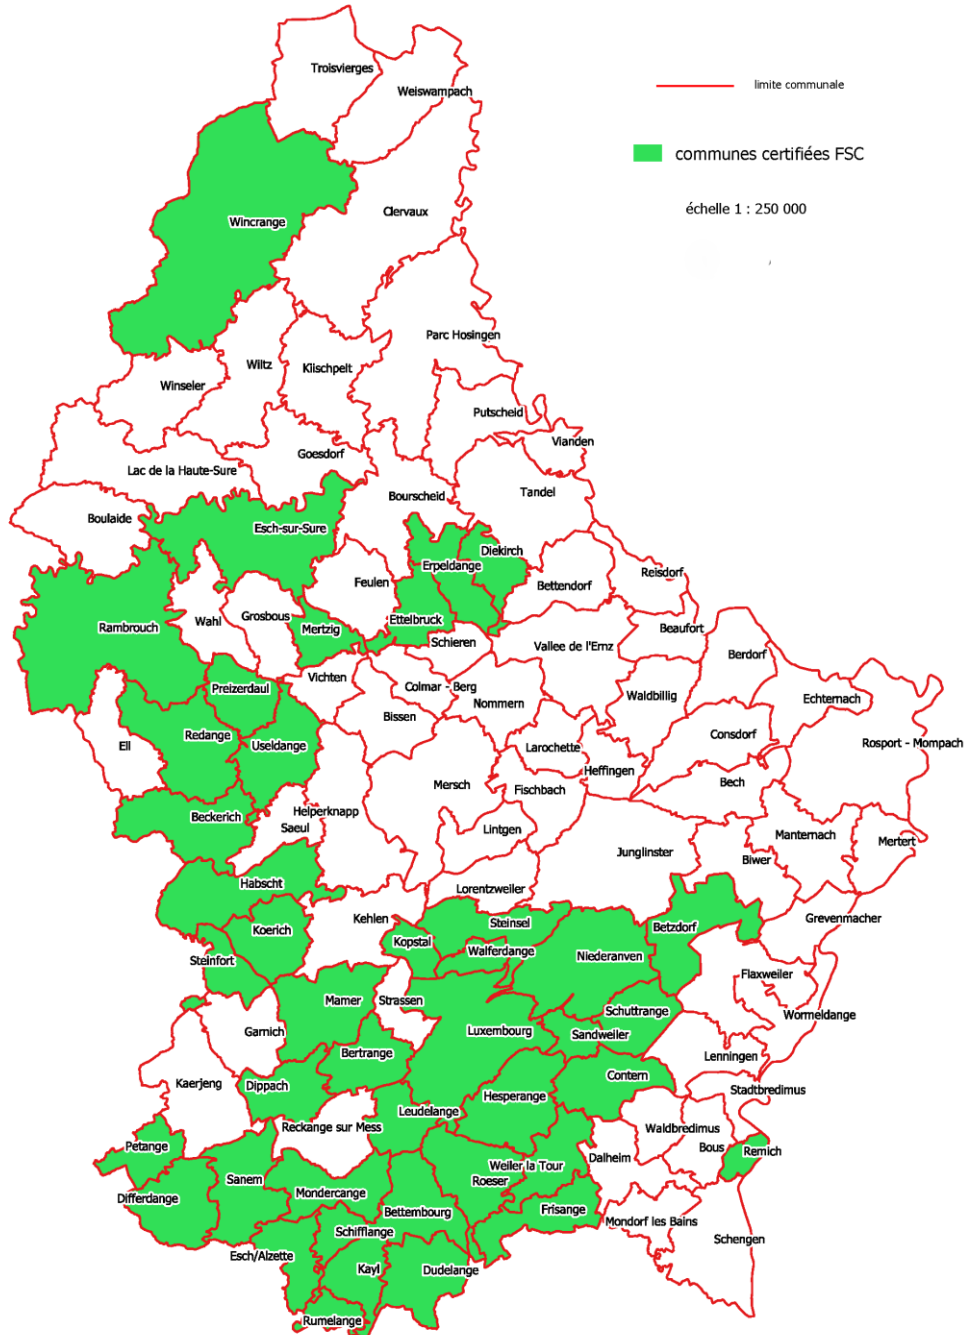 Troisvierges
Weiswampach
limite communale
communes certifiées FSC
échelle 1 : 250 000
Clervaux
Wincrange
Parc Hosingen
Wiltz
Kiischpelt
Winseler
Putscheid
Vianden
Goesdorf
Lac de la Haute-Sure
Tandel
Bourscheid
Boulaide
Esch-sur-Sure
Diekirch
Erpeldange
Reisdorf
Feulen
Bettendorf
Grosbous
Wahl
Ettelbruck
Rambrouch
Mertzig
Beaufort
Schieren
Vallee de l'Ernz
Berdorf
Vichten
Colmar - Berg
Preizerdaul
Waldbillig
Echternach
Nommern
Bissen
Redange
Consdorf
Ell
Useldange
Larochette
Rosport - Mompach
Heffingen
Mersch
Fischbach
Bech
Helperknapp
Beckerich
Saeul
Lintgen
Manternach
Mertert
Junglinster
Biwer
Habscht
Lorentzweiler
Kehlen
Grevenmacher
Steinsel
Koerich
Betzdorf
Kopstal
Walferdange
Niederanven
Steinfort
Flaxweiler
Mamer
Strassen
Schuttrange
Wormeldange
Garnich
Luxembourg
Sandweiler
Bertrange
Lenningen
Contern
Kaerjeng
Dippach
Stadtbredimus
Hesperange
Leudelange
Reckange sur Mess
Waldbredimus
Petange
Bous
Remich
Dalheim
Weiler la Tour
Sanem
Roeser
Mondercange
Differdange
Bettembourg
Frisange
Mondorf les Bains
Schifflange
Schengen
Esch/Alzette
Kayl
Dudelange
Rumelange